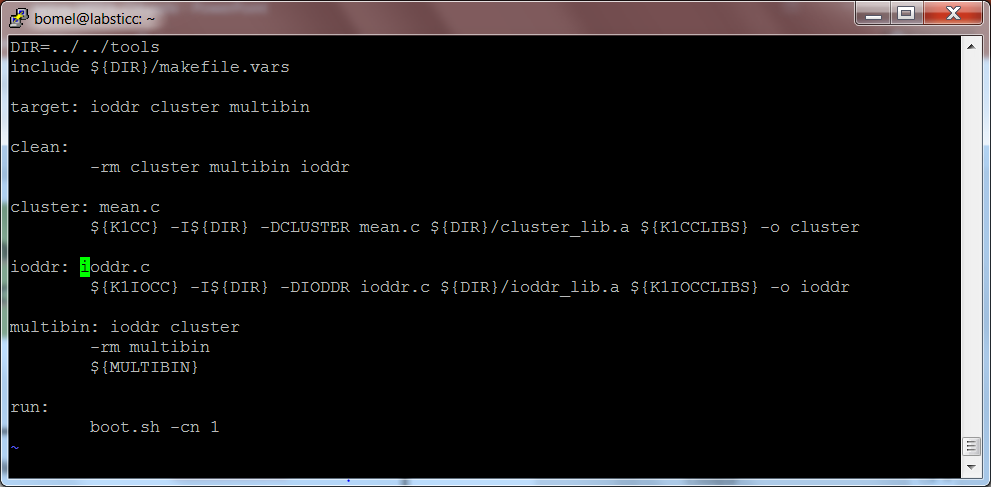 bomel@labsticc: ~
DIR=../../tools
include ${DIR}/makefile.vars
target: ioddr cluster multibin
clean:
-rm cluster multibin ioddr
cluster: mean.c
${K1CC} -I${DIR} -DCLUSTER mean.c ${DIR}/cluster_lib.a ${K1CCLIBS} -o cluster
ioddr: ioddr.c
${K1IOCC} -I${DIR} -DIODDR ioddr.c ${DIR}/ioddr_lib.a ${K1IOCCLIBS} -o ioddr
multibin: ioddr cluster
-rm multibin
${MULTIBIN}
run:
boot.sh -cn 1
~